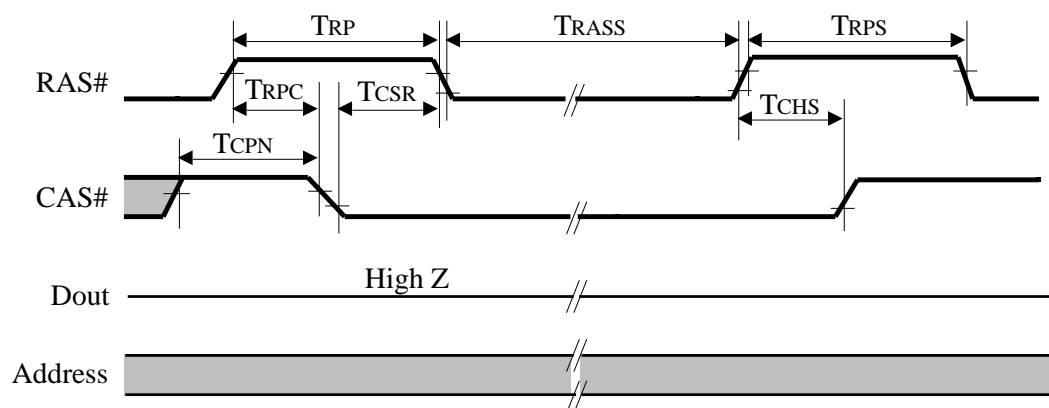 TRP TRASS TRPS
RAS#
TRPC TCSR TCHS
TCPN
CAS#
High Z
Dout
Address